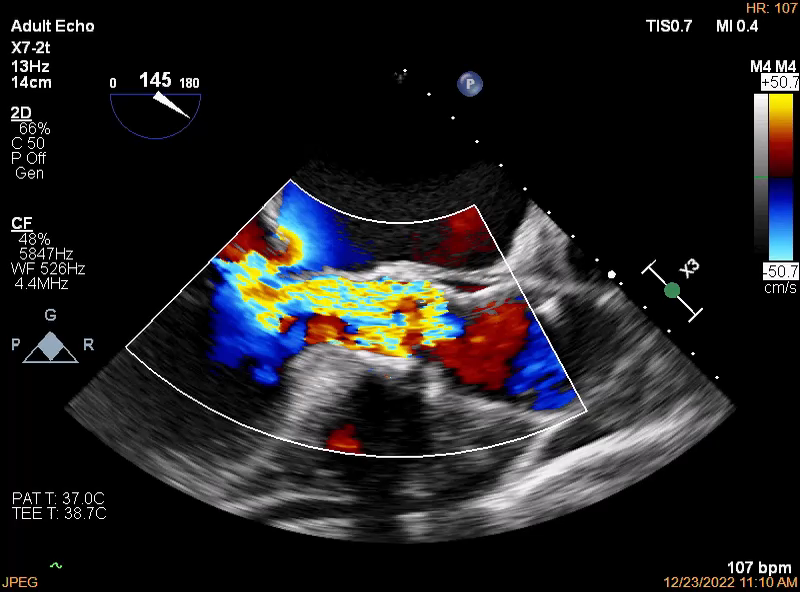 HR: 107
Adult Echo
TIS0.7 MI 0.4
X7-2t
13Hz
14cm
M4 M4
+50.7
0 145 180
P
2D
66%
C 50
P Off
Gen
CF
48%
5847Hz
WF 526Hz
4.4MHz
-50.7
cm/s
X3
G
P R
PAT T: 37.0C
TEE T: 38.7C
107 bpm
JPEG
12/23/2022 11:10 AM